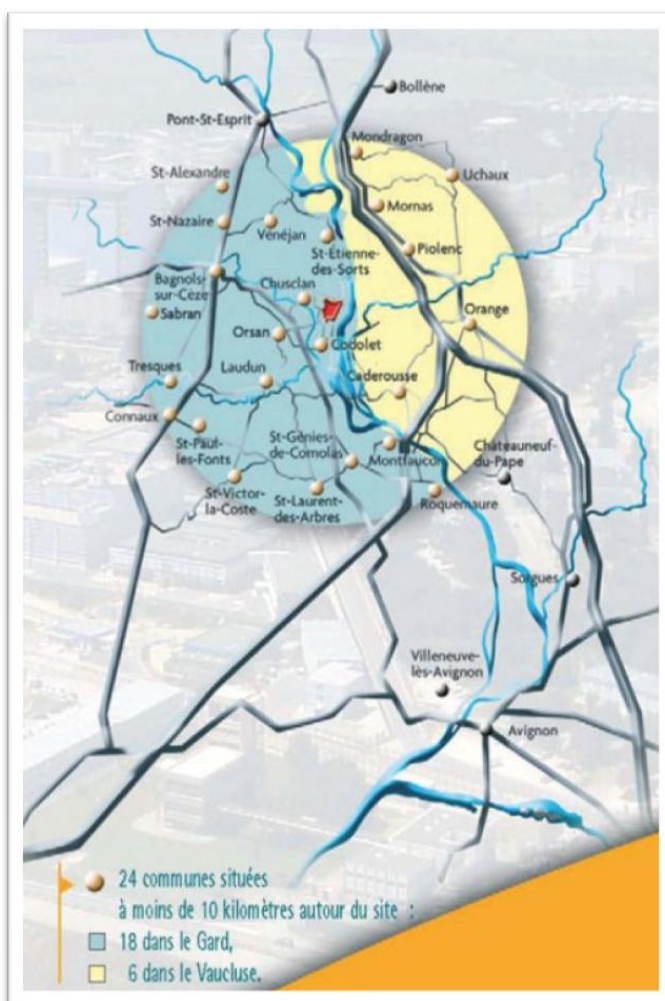 Bollène
Pont-St-Esprit
Mondragon
St-Alexandre
Uchaux
Mornas
St-Nazaire
Vénéjan
St-Etienne-
des-Sorts
Piolenc
Bagnols-
sur-Cèze
Chusclan
Sabran
Orange
Orsan
Codolet
Tresques
Laudun
Caderousse
Connaux
St-Paul-
les-Fonts
St-Génies-
de-Comolas
Montfaucon
Châteauneuf-
du-Pape
St-Victor-
la-Coste
St-Laurent-
des-Arbres
Roquemaure
Sorgues
Villeneuve-
lès-Avignon
Avignon
24 communes situées
à moins de 10 kilomètres autour du site :
18 dans le Gard,
6 dans le Vaucluse.